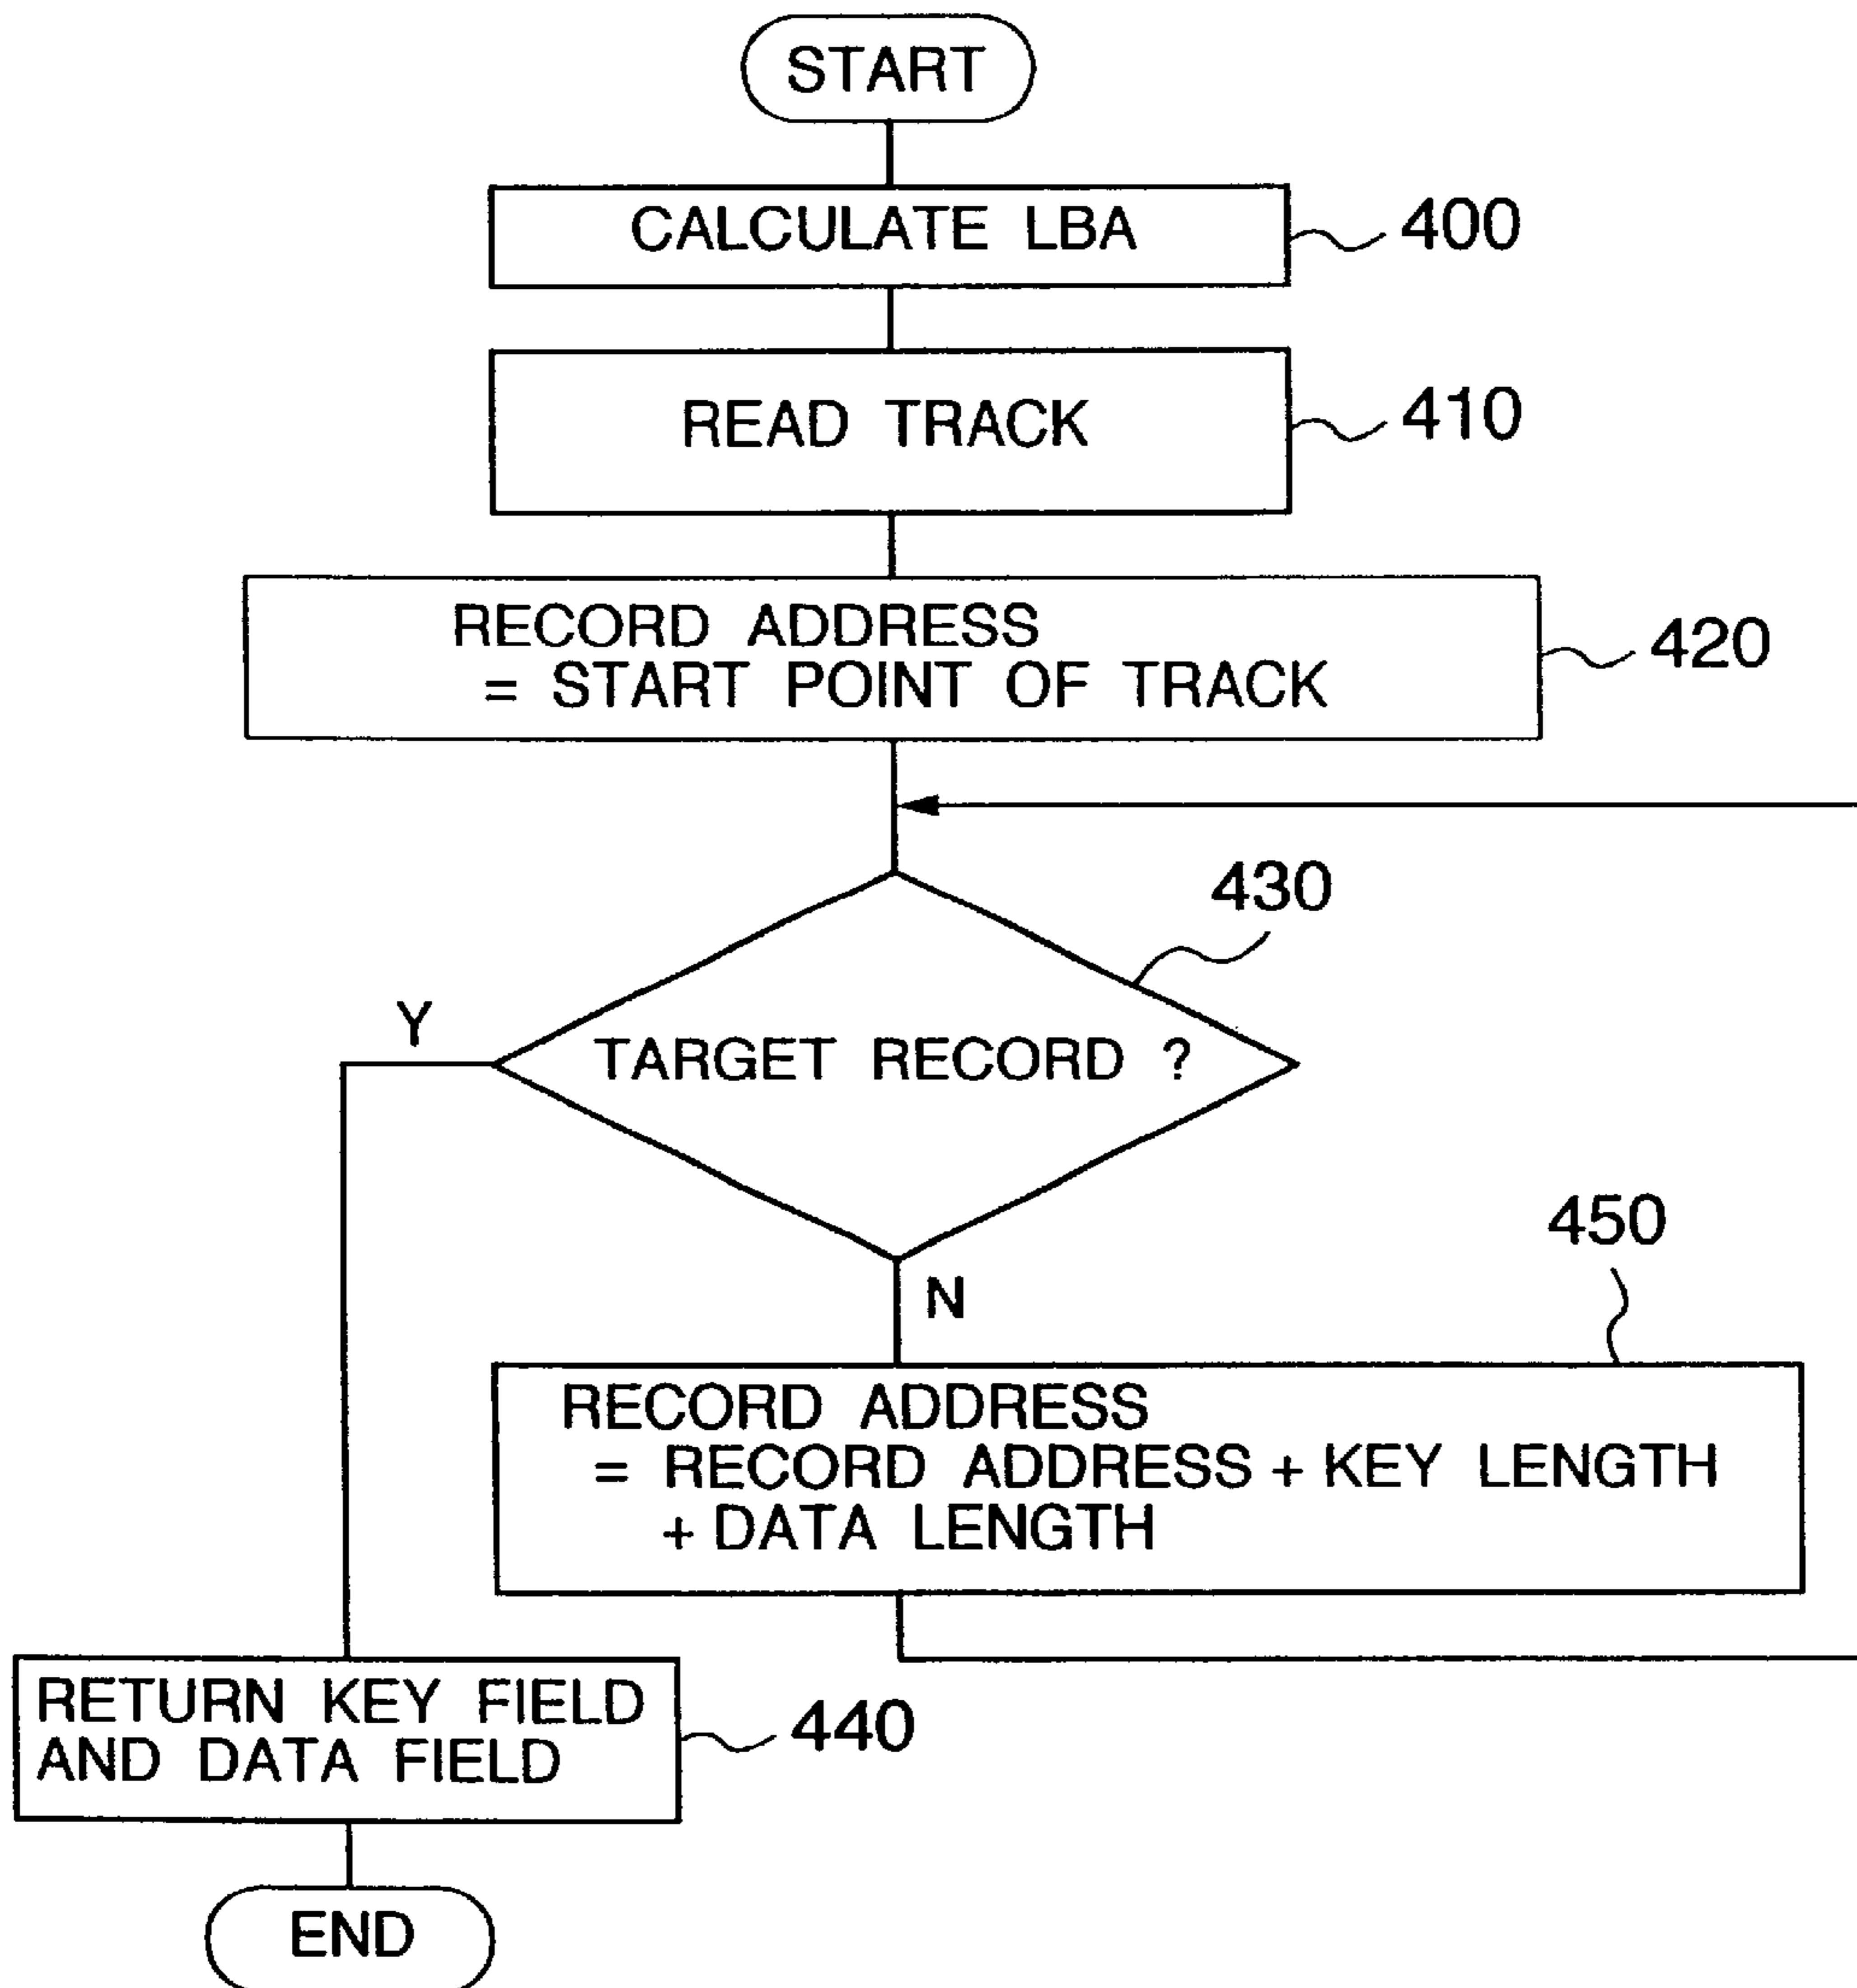 START
CALCULATE LBA
400
READ TRACK
410
RECORD ADDRESS
= START POINT OF TRACK
420
430
Y
TARGET RECORD ?
N
450
RECORD ADDRESS
= RECORD ADDRESS + KEY LENGTH
+ DATA LENGTH
RETURN KEY FIELD
AND DATA FIELD
440
END